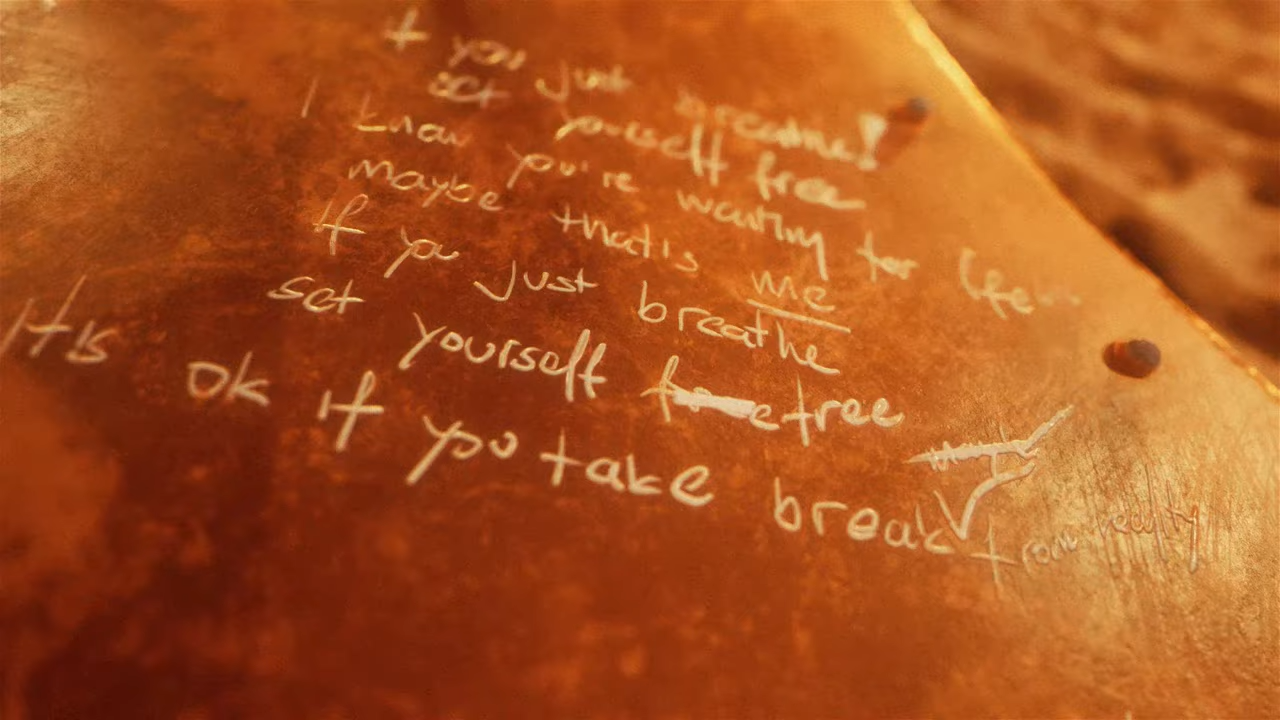 If you just breathe!
set yourself free
I know you're waiting for life
maybe that's me
If you just breathe
set yourself free
It's ok if you take break from reality